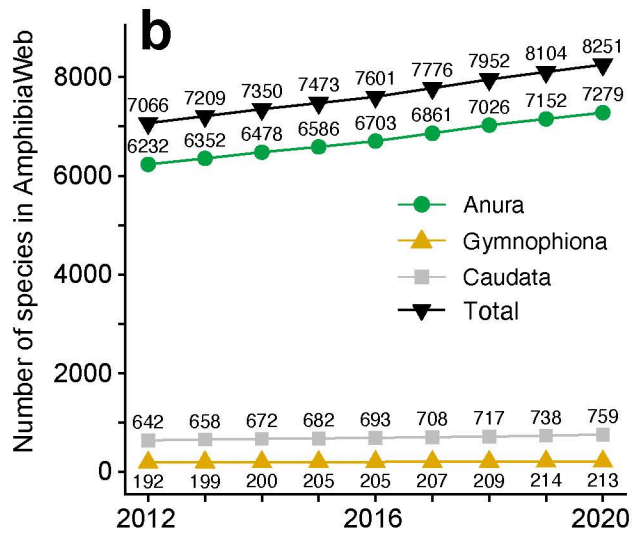 b
Number of species in AmphibiaWeb
8000
6000
4000
2000
0
7066 7209 7350 7473 7601 7776 7952 8104 8251
6232 6352 6478 6586 6703 6861 7026 7152 7279
Anura
Gymnophiona
Caudata
Total
642 658 672 682 693 708 717 738 759
192 199 200 205 205 207 209 214 213
2012 2016 2020